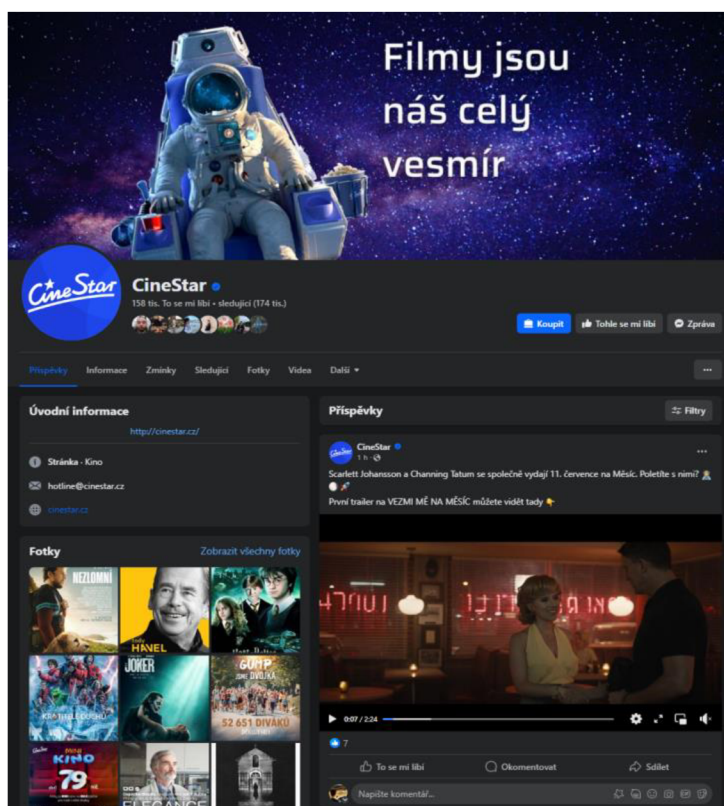 Filmy jsou
náš celý
vesmír
CineStar
CineStar
158 tis. To se mi líbí • sledující (174 tis.)
Koupit
Tohle se mi líbí
Zpráva
Příspěvky
Informace
Zmínky
Sledující
Fotky
Videa
Další
Úvodní informace
http://cinestar.cz/
Stránka · Kino
hotline@cinestar.cz
cinestar.cz
Fotky
Zobrazit všechny fotky
NEZLOMNÍ
HAVEL
JOKER
GUMP
JSME DVOJKA
52 651 DIVÁKŮ
KROTITELÉ DUCHŮ
MINI
KINO
79
ELEGANCE
Příspěvky
Filtry
CineStar
1 h
Scarlett Johansson a Channing Tatum se společně vydají 11. července na Měsíc. Poletíte s nimi?
První trailer na VEZMI MĚ NA MĚSÍC můžete vidět tady
0:07 / 2:24
7
To se mi líbí
Okomentovat
Sdílet
Napište komentář...